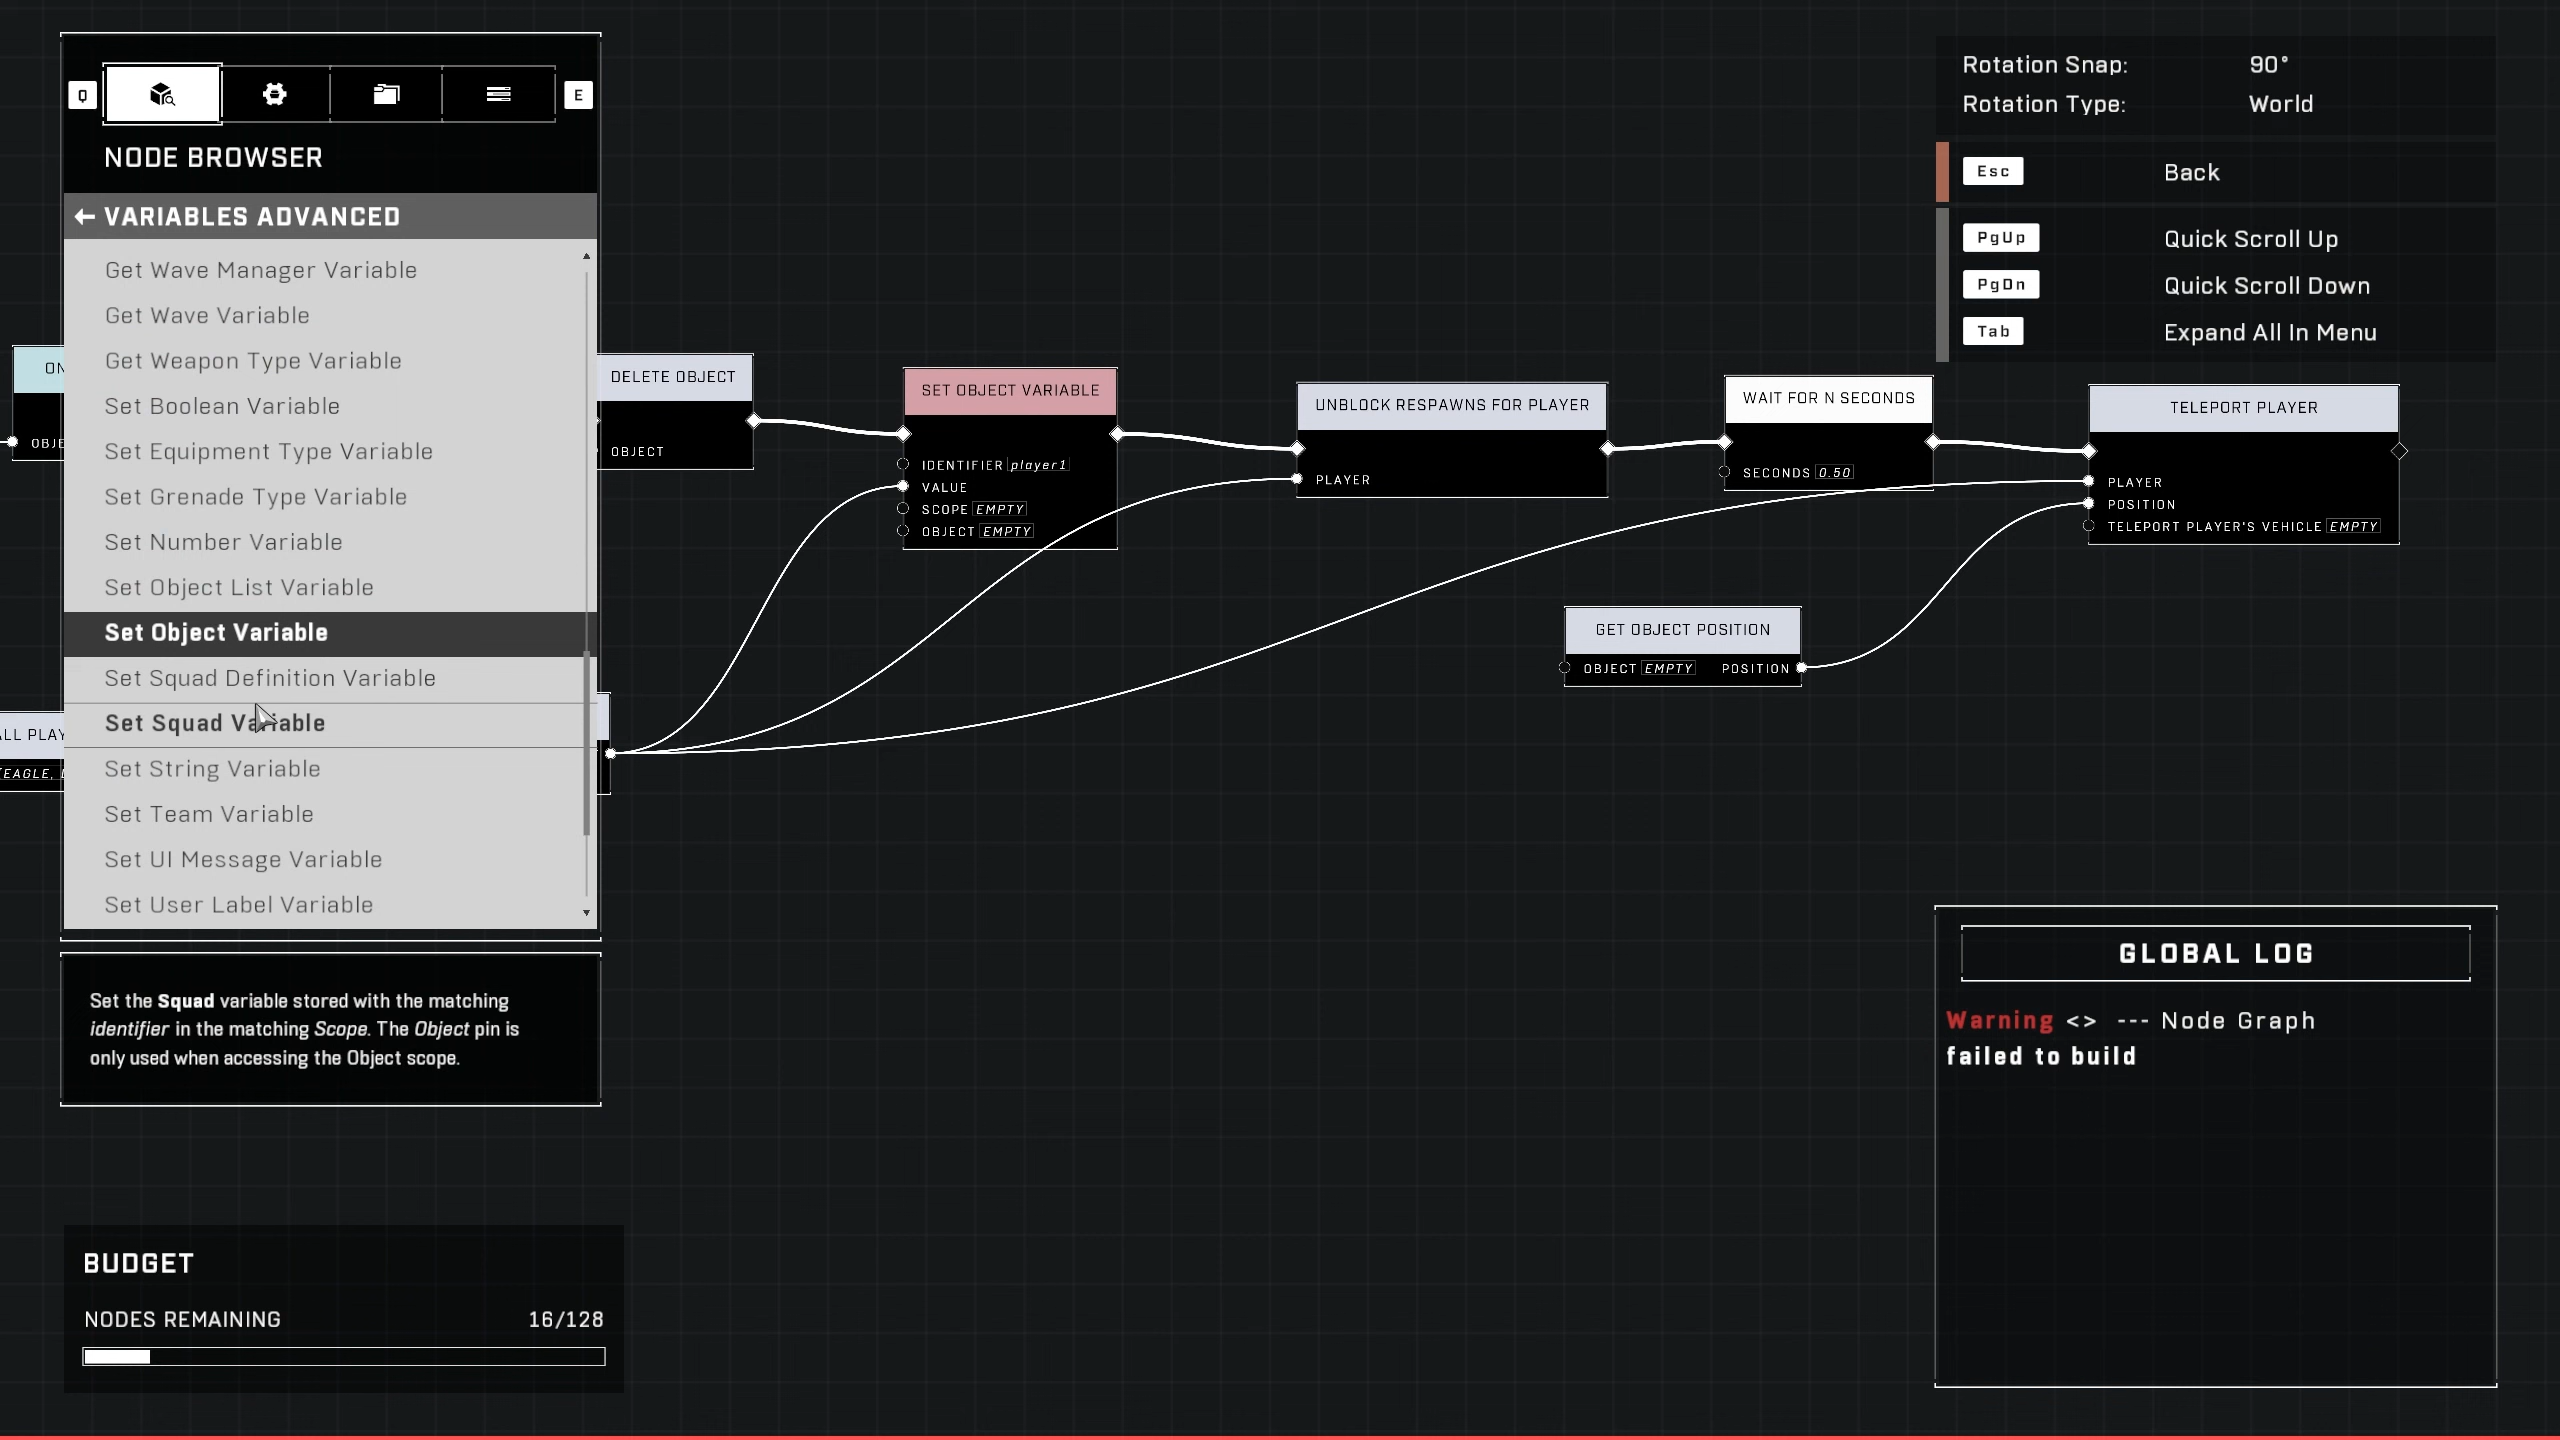 Q
E
NODE BROWSER
VARIABLES ADVANCED
Get Wave Manager Variable
Get Wave Variable
Get Weapon Type Variable
Set Boolean Variable
Set Equipment Type Variable
Set Grenade Type Variable
Set Number Variable
Set Object List Variable
Set Object Variable
Set Squad Definition Variable
Set Squad Variable
Set String Variable
Set Team Variable
Set UI Message Variable
Set User Label Variable
Set the Squad variable stored with the matching
identifier in the matching Scope. The Object pin is
only used when accessing the Object scope.
BUDGET
NODES REMAINING 16/128
ON
OBJE
ALL PLAY
EAGLE,
DELETE OBJECT
OBJECT
SET OBJECT VARIABLE
IDENTIFIER player1
VALUE
SCOPE EMPTY
OBJECT EMPTY
UNBLOCK RESPAWNS FOR PLAYER
PLAYER
WAIT FOR N SECONDS
SECONDS 0.50
GET OBJECT POSITION
OBJECT EMPTY POSITION
TELEPORT PLAYER
PLAYER
POSITION
TELEPORT PLAYER'S VEHICLE EMPTY
Rotation Snap: 90°
Rotation Type: World
Esc Back
PgUp Quick Scroll Up
PgDn Quick Scroll Down
Tab Expand All In Menu
GLOBAL LOG
Warning <> --- Node Graph
failed to build